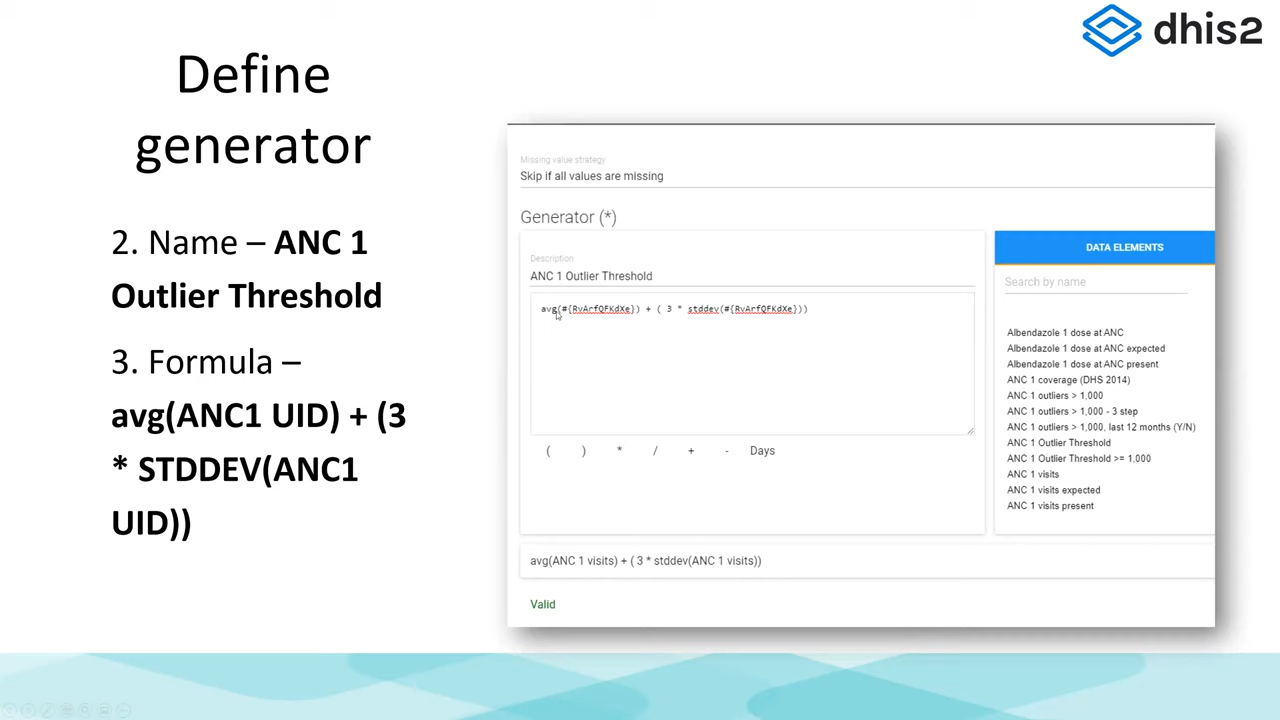 dhis2
Define
generator
2. Name – ANC 1
Outlier Threshold
3. Formula –
avg(ANC1 UID) + (3
* STDDEV(ANC1
UID))
Missing value strategy
Skip if all values are missing
Generator (*)
Description
ANC 1 Outlier Threshold
avg(#{RvArfQFKdXe}) + ( 3 * stddev(#{RvArfQFKdXe}))
( ) * / + - Days
DATA ELEMENTS
Search by name
Albendazole 1 dose at ANC
Albendazole 1 dose at ANC expected
Albendazole 1 dose at ANC present
ANC 1 coverage (DHS 2014)
ANC 1 outliers > 1,000
ANC 1 outliers > 1,000 - 3 step
ANC 1 outliers > 1,000, last 12 months (Y/N)
ANC 1 Outlier Threshold
ANC 1 Outlier Threshold >= 1,000
ANC 1 visits
ANC 1 visits expected
ANC 1 visits present
avg(ANC 1 visits) + ( 3 * stddev(ANC 1 visits))
Valid